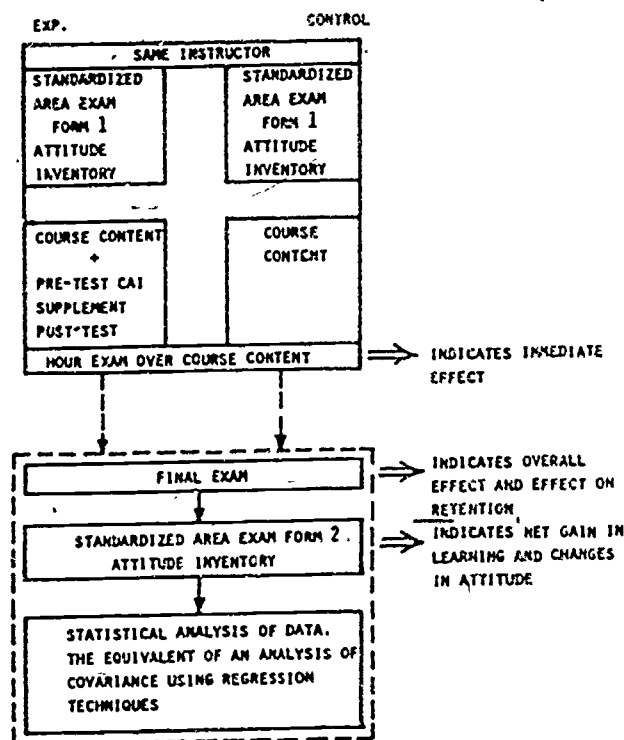 EXP.
CONTROL
SAME INSTRUCTOR
STANDARDIZED
AREA EXAM
FORM 1
ATTITUDE
INVENTORY
STANDARDIZED
AREA EXAM
FORM 1
ATTITUDE
INVENTORY
COURSE CONTENT
+
PRE-TEST CAI
SUPPLEMENT
POST-TEST
COURSE
CONTENT
HOUR EXAM OVER COURSE CONTENT
INDICATES IMMEDIATE
EFFECT
FINAL EXAM
INDICATES OVERALL
EFFECT AND EFFECT ON
RETENTION
STANDARDIZED AREA EXAM FORM 2.
ATTITUDE INVENTORY
INDICATES NET GAIN IN
LEARNING AND CHANGES
IN ATTITUDE
STATISTICAL ANALYSIS OF DATA.
THE EQUIVALENT OF AN ANALYSIS OF
COVARIANCE USING REGRESSION
TECHNIQUES